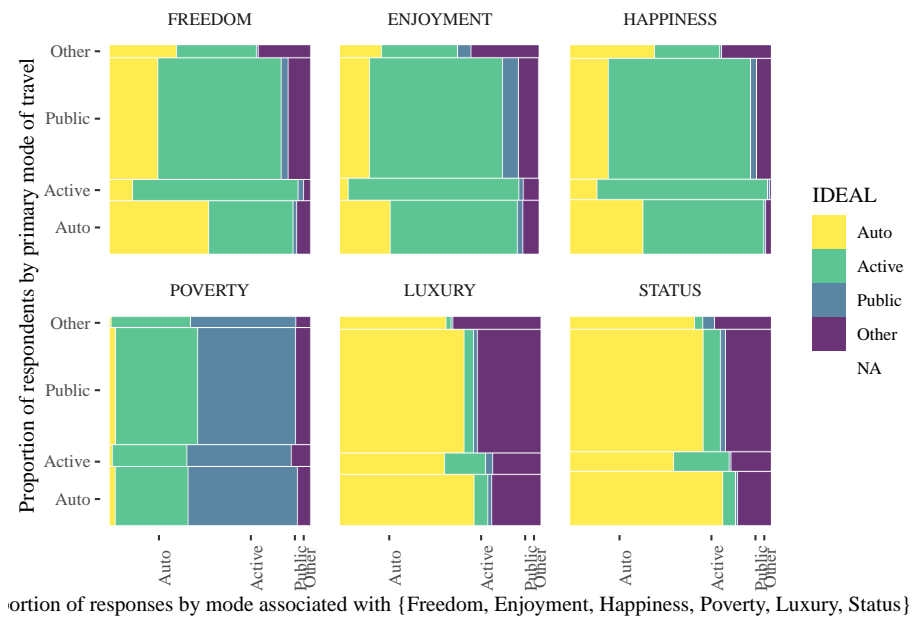 FREEDOM ENJOYMENT HAPPINESS
Other
Public
Active
Auto
POVERTY LUXURY STATUS
Other
Public
Active
Auto
Auto Active Public Other Auto Active Public Other Auto Active Public Other
Proportion of respondents by primary mode of travel
ortion of responses by mode associated with {Freedom, Enjoyment, Happiness, Poverty, Luxury, Status}
IDEAL
Auto
Active
Public
Other
NA